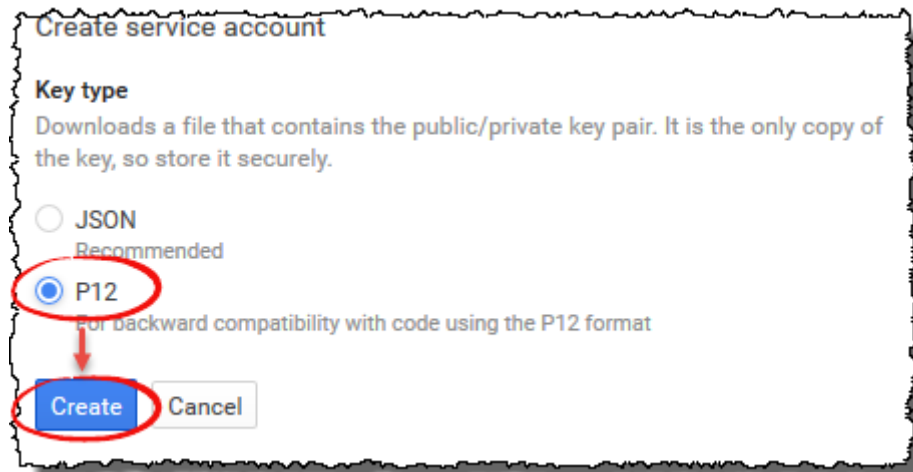 Create service account
Key type
Downloads a file that contains the public/private key pair. It is the only copy of
the key, so store it securely.
JSON
Recommended
P12
For backward compatibility with code using the P12 format
Create Cancel